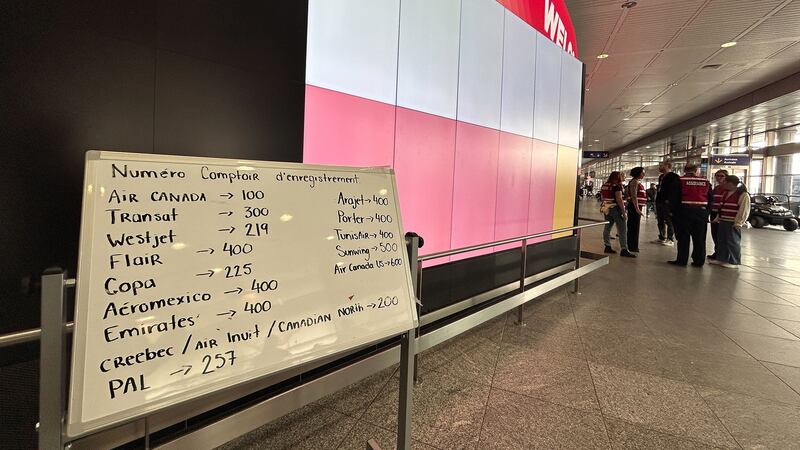 WELC
Numéro Comptoir d'enregistrement
AIR CANADA → 100
Transat → 300
Westjet → 219
Flair → 400
Copa → 225
Aéromexico → 400
Emirates → 400
CReebec / AIR Inuit / CANADIAN NORTH → 200
PAL → 257
Arajet → 400
Porter → 400
TUNISAIR → 400
Sunwing → 500
Air Canada US → 600
ASSISTANCE